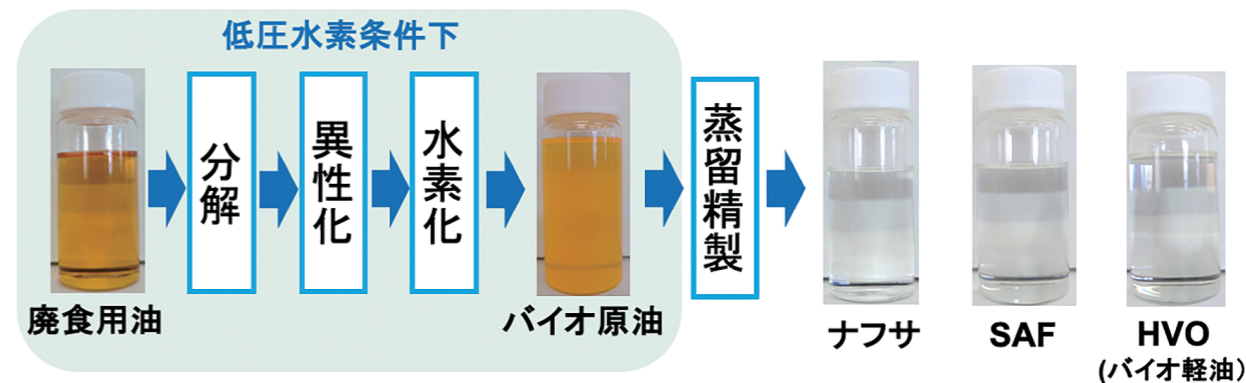 低圧水素条件下
分解
異性化
水素化
蒸留精製
廃食用油
バイオ原油
ナフサ
SAF
HVO
(バイオ軽油)